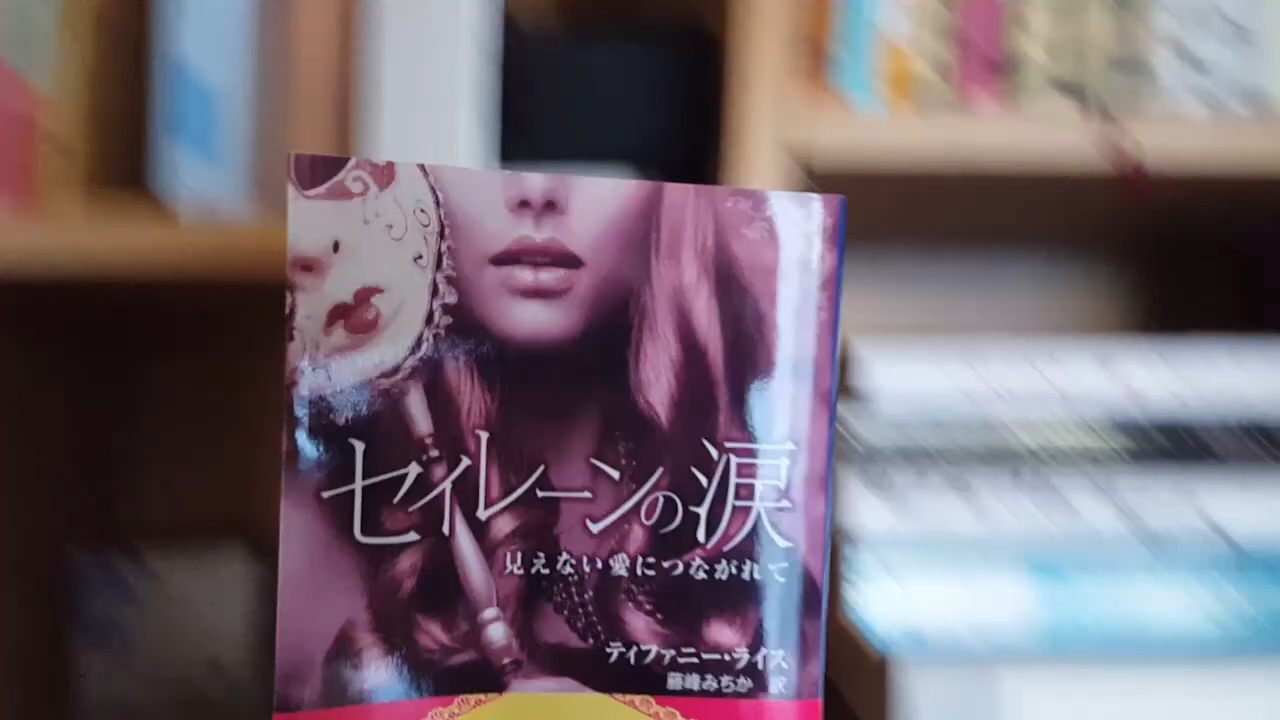 セイレーンの涙
見えない愛につながれて
ティファニー・ライス
藤峰みちか 訳